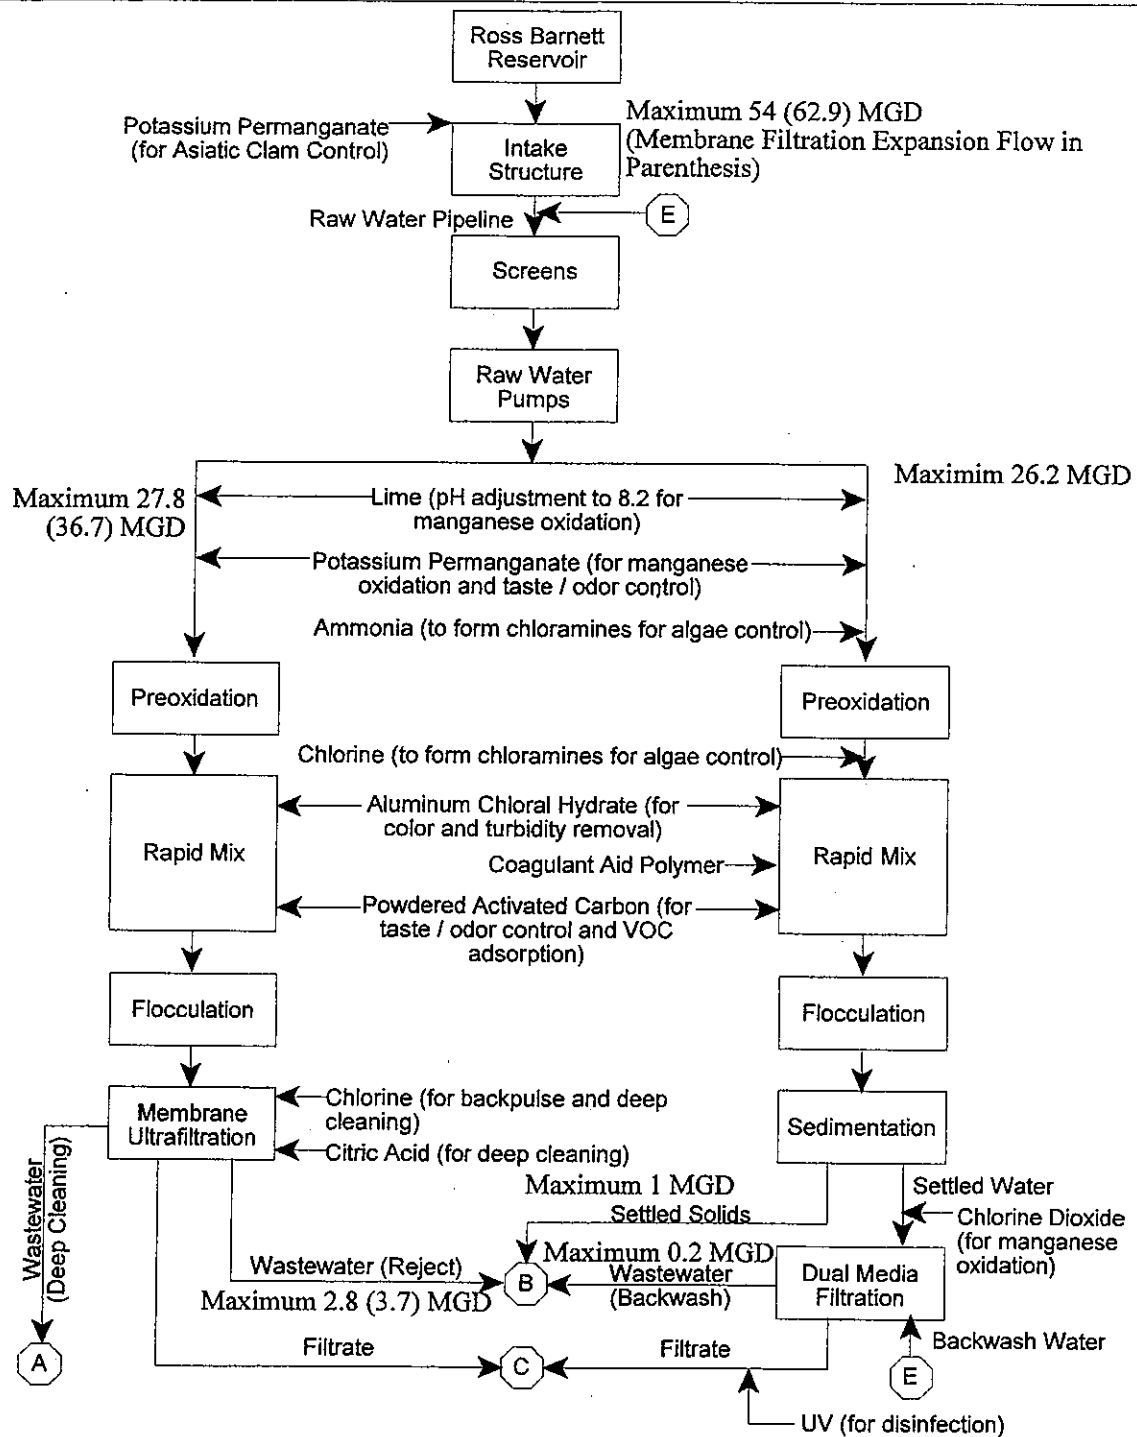 Ross Barnett
Reservoir
Maximum 54 (62.9) MGD
(Membrane Filtration Expansion Flow in
Parenthesis)
Potassium Permanganate
(for Asiatic Clam Control)
Intake
Structure
Raw Water Pipeline
E
Screens
Raw Water
Pumps
Maximum 27.8
(36.7) MGD
Maximim 26.2 MGD
Lime (pH adjustment to 8.2 for
manganese oxidation)
Potassium Permanganate (for manganese
oxidation and taste / odor control)
Ammonia (to form chloramines for algae control)
Preoxidation
Preoxidation
Chlorine (to form chloramines for algae control)
Rapid Mix
Aluminum Chloral Hydrate (for
color and turbidity removal)
Coagulant Aid Polymer
Powdered Activated Carbon (for
taste / odor control and VOC
adsorption)
Rapid Mix
Flocculation
Flocculation
Membrane
Ultrafiltration
Chlorine (for backpulse and deep
cleaning)
Citric Acid (for deep cleaning)
Sedimentation
Wastewater
(Deep Cleaning)
Maximum 1 MGD
Settled Solids
Settled Water
Chlorine Dioxide
(for manganese
oxidation)
Maximum 0.2 MGD
Wastewater (Reject)
Maximum 2.8 (3.7) MGD
B
Wastewater
(Backwash)
Dual Media
Filtration
A
Filtrate
C
Filtrate
Backwash Water
E
UV (for disinfection)